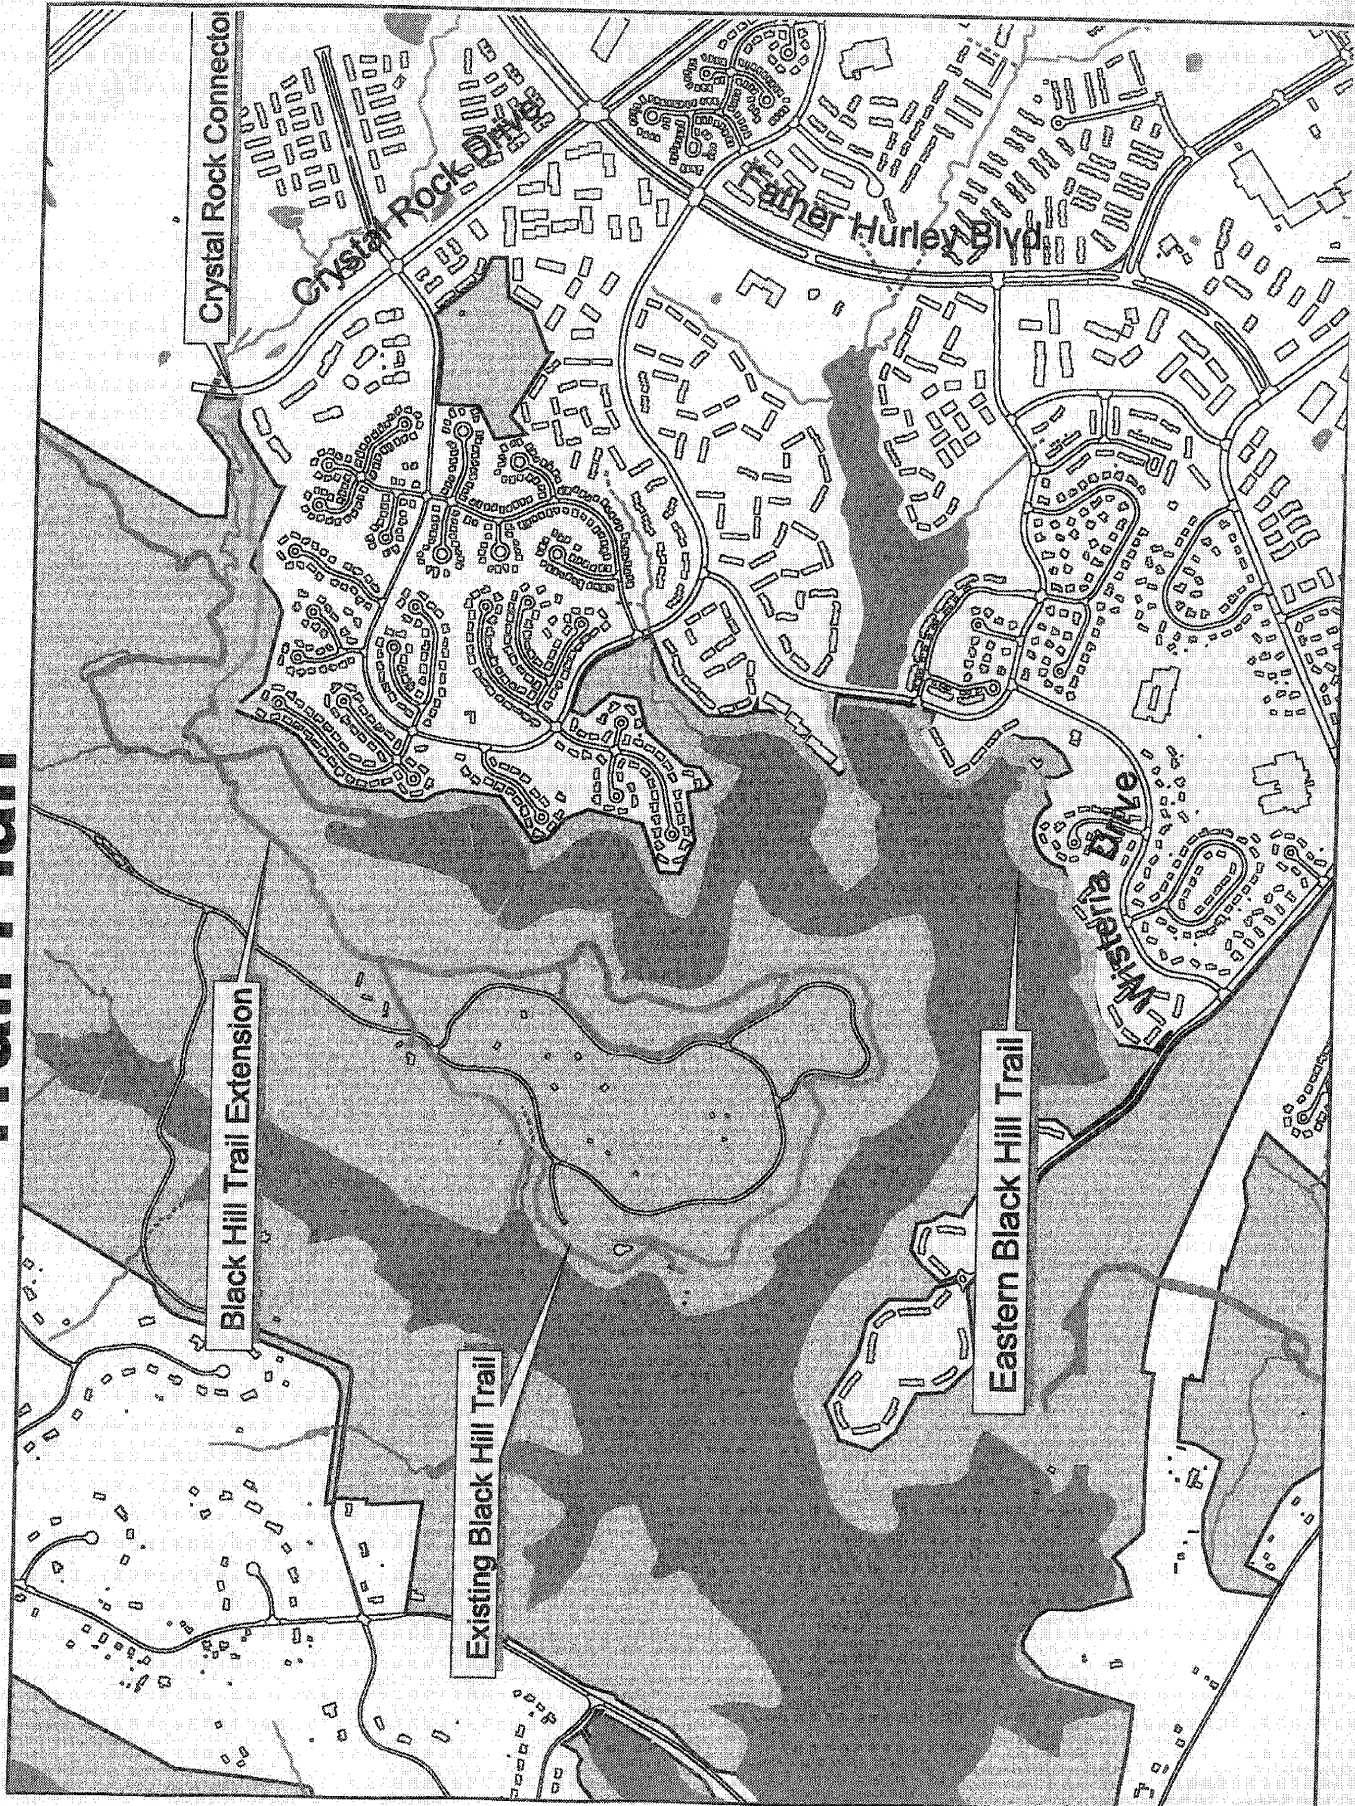 Crystal Rock Connector
Crystal Rock Drive
Father Hurley Blvd.
Black Hill Trail Extension
Wisteria Drive
Eastern Black Hill Trail
Existing Black Hill Trail